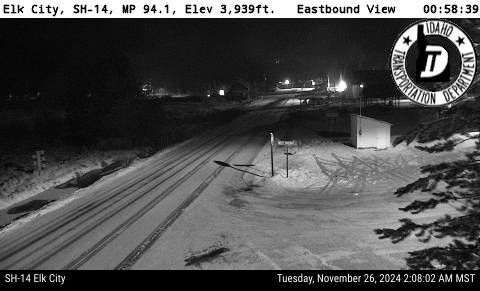 Elk City, SH-14, MP 94.1, Elev 3,939ft. Eastbound View 00:58:39
IDAHO
TRANSPORTATION DEPARTMENT
SH-14 Elk City Tuesday, November 26, 2024 2:08:02 AM MST